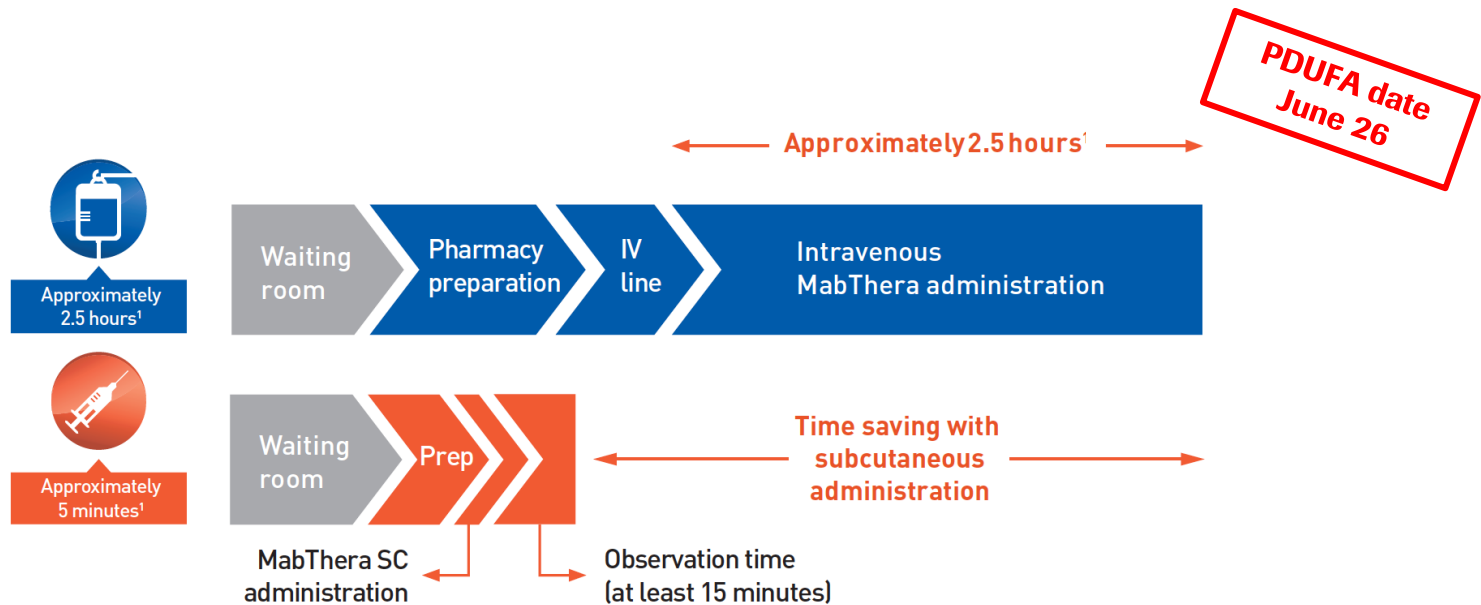 PDUFA date
June 26
Approximately 2.5 hours¹
Approximately
2.5 hours¹
Waiting
room
Pharmacy
preparation
IV
line
Intravenous
MabThera administration
Approximately
5 minutes¹
Waiting
room
Prep
Time saving with
subcutaneous
administration
MabThera SC
administration
Observation time
(at least 15 minutes)